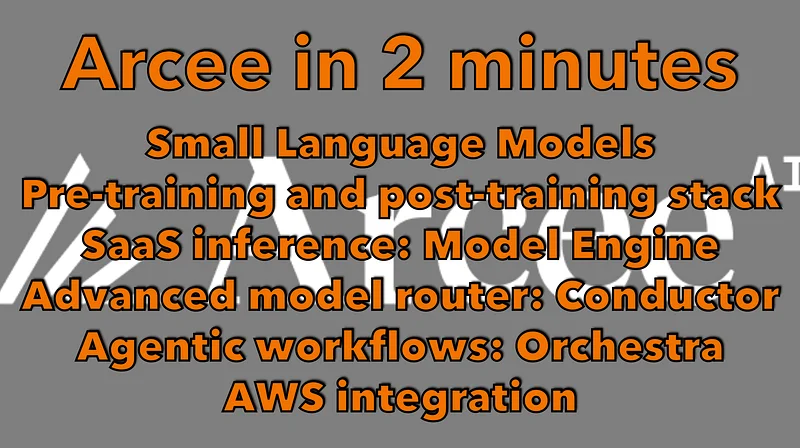 Arcee in 2 minutes
Small Language Models
Pre-training and post-training stack
SaaS inference: Model Engine
Advanced model router: Conductor
Agentic workflows: Orchestra
AWS integration
Arcee AI